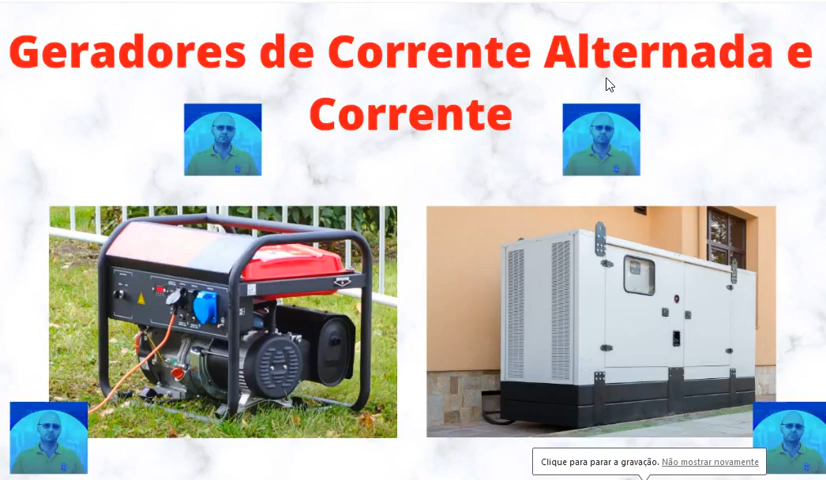 Geradores de Corrente Alternada e
Corrente
Clique para parar a gravação. Não mostrar novamente